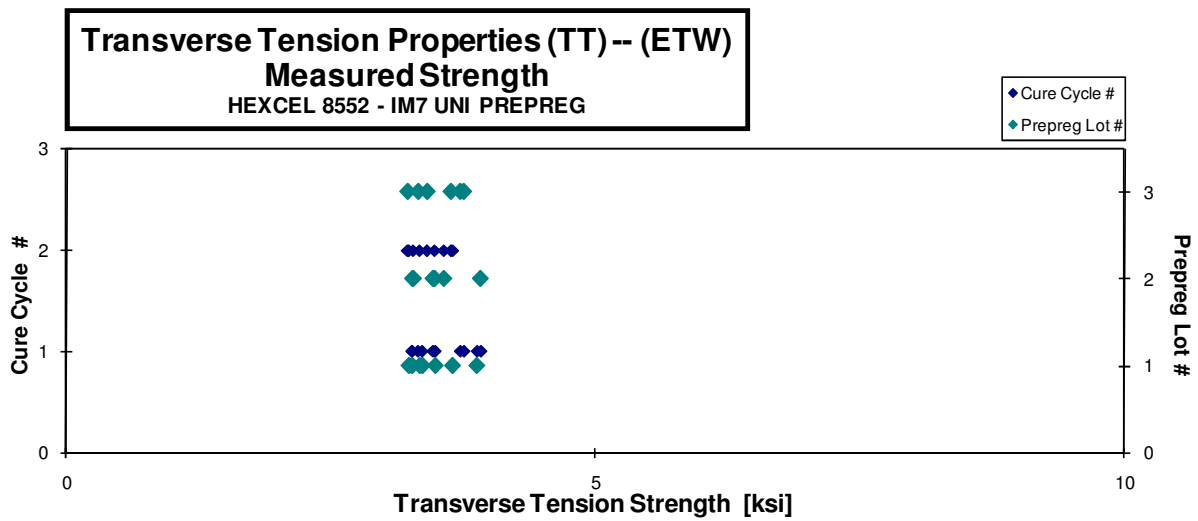 Transverse Tension Properties (TT) -- (ETW)
Measured Strength
HEXCEL 8552 - IM7 UNI PREPREG
Cure Cycle #
Prepreg Lot #
3
2
1
0
Cure Cycle #
3
2
1
0
Prepreg Lot #
0
5
10
Transverse Tension Strength [ksi]